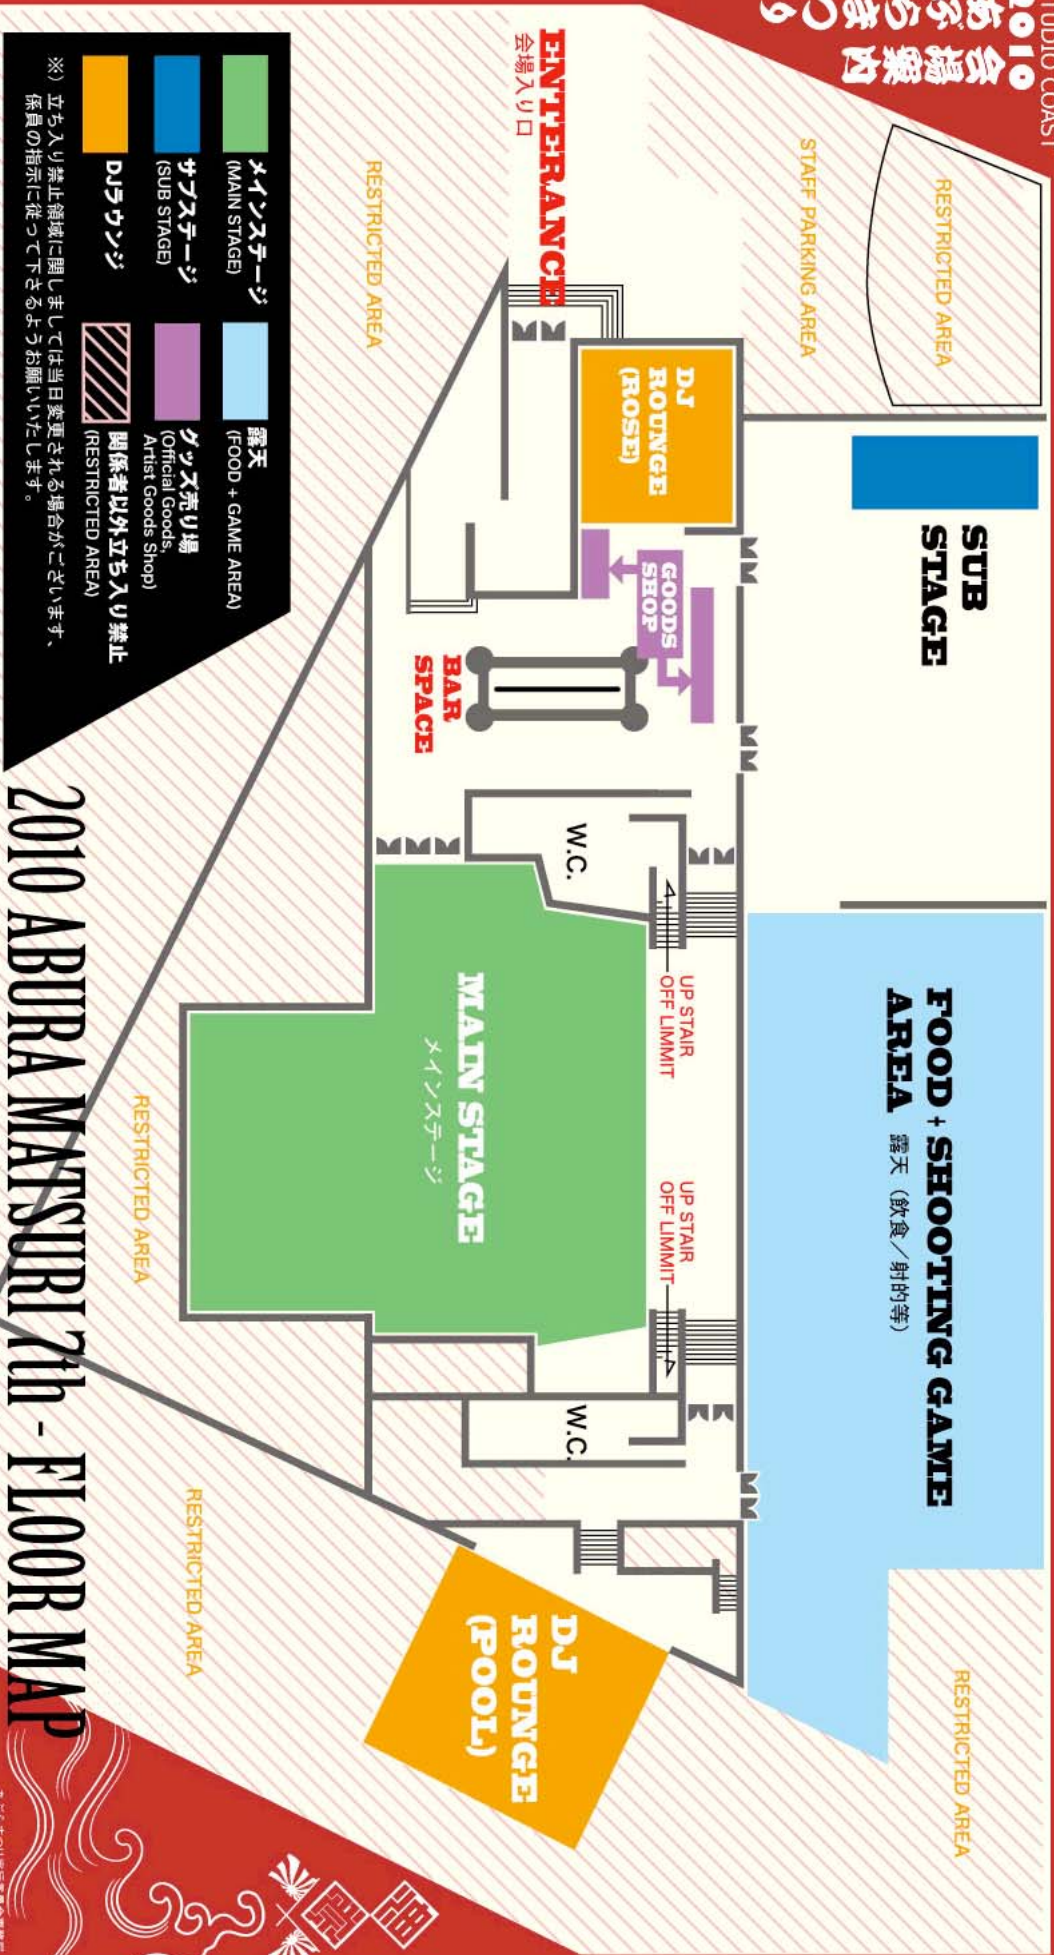 TUDIO COAST
2010
あぶらまつり
会場案内
RESTRICTED AREA
STAFF PARKING AREA
SUB
STAGE
FOOD + SHOOTING GAME
AREA 露天（飲食／射的等）
RESTRICTED AREA
ENTERANCE
会場入り口
DJ
ROUNGE
(ROSE)
GOODS
SHOP
BAR
SPACE
W.C.
UP STAIR
OFF LIMMIT
UP STAIR
OFF LIMMIT
MAIN STAGE
メインステージ
W.C.
DJ
ROUNGE
(POOL)
RESTRICTED AREA
RESTRICTED AREA
RESTRICTED AREA
メインステージ
(MAIN STAGE)
露天
(FOOD + GAME AREA)
サブステージ
(SUB STAGE)
グッズ売り場
(Official Goods,
Artist Goods Shop)
DJラウンジ
関係者以外立ち入り禁止
(RESTRICTED AREA)
※）立ち入り禁止領域に関しましては当日変更される場合がございます、
係員の指示に従って下さるようお願いいたします。
2010 ABURA MATSURI 7th - FLOOR MAP